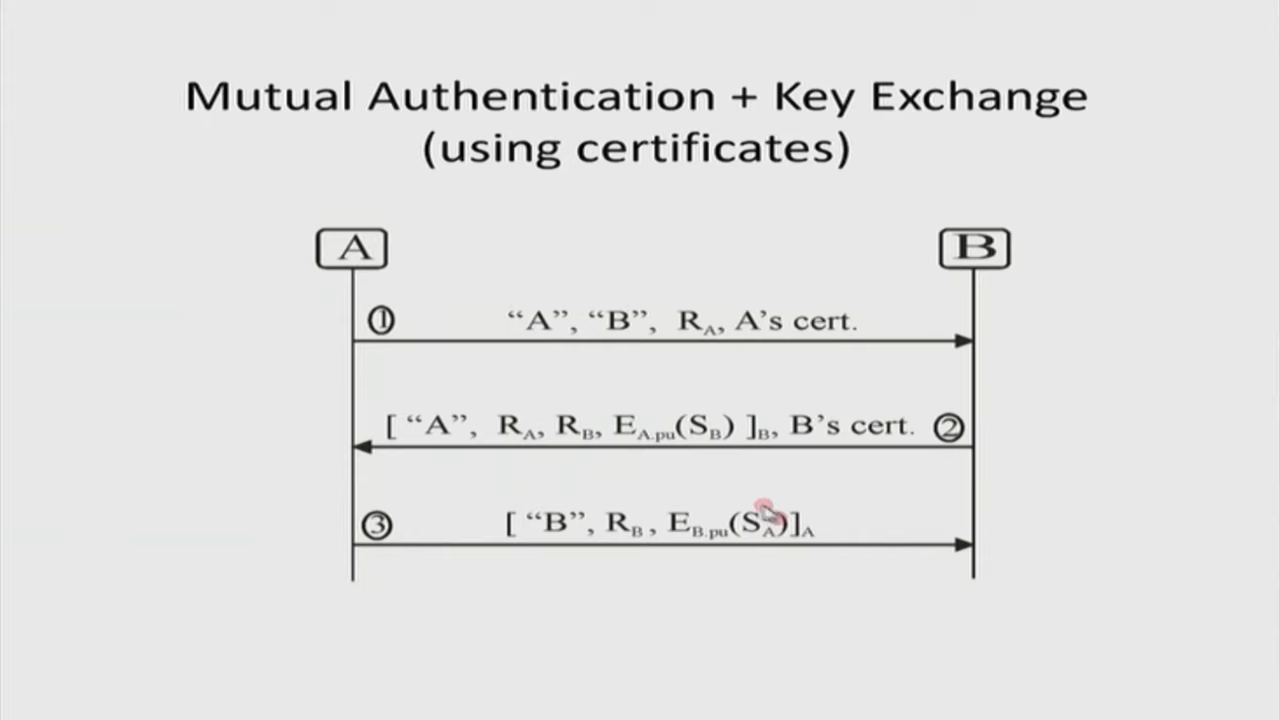 Mutual Authentication + Key Exchange
(using certificates)
A
B
① “A”, “B”, R_A, A’s cert.
[ “A”, R_A, R_B, E_A.pu(S_B) ]_B, B’s cert. ②
③ [ “B”, R_B, E_B.pu(S_A)]_A